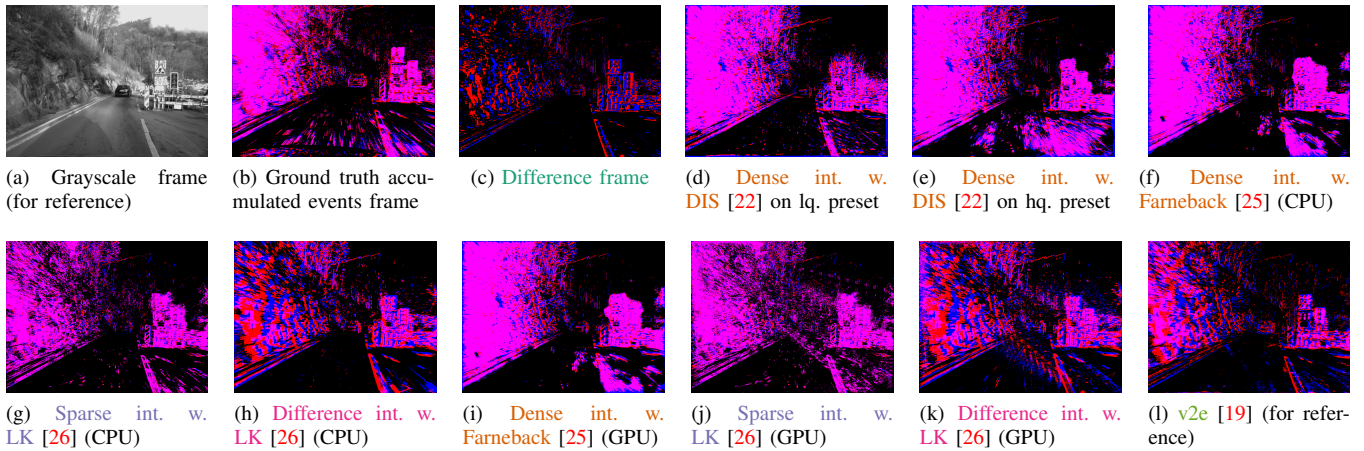 (a) Grayscale frame
(for reference)
(b) Ground truth accu-
mulated events frame
(c) Difference frame
(d) Dense int. w.
DIS [22] on lq. preset
(e) Dense int. w.
DIS [22] on hq. preset
(f) Dense int. w.
Farneback [25] (CPU)
(g) Sparse int. w.
LK [26] (CPU)
(h) Difference int. w.
LK [26] (CPU)
(i) Dense int. w.
Farneback [25] (GPU)
(j) Sparse int. w.
LK [26] (GPU)
(k) Difference int. w.
LK [26] (GPU)
(l) v2e [19] (for refer-
ence)